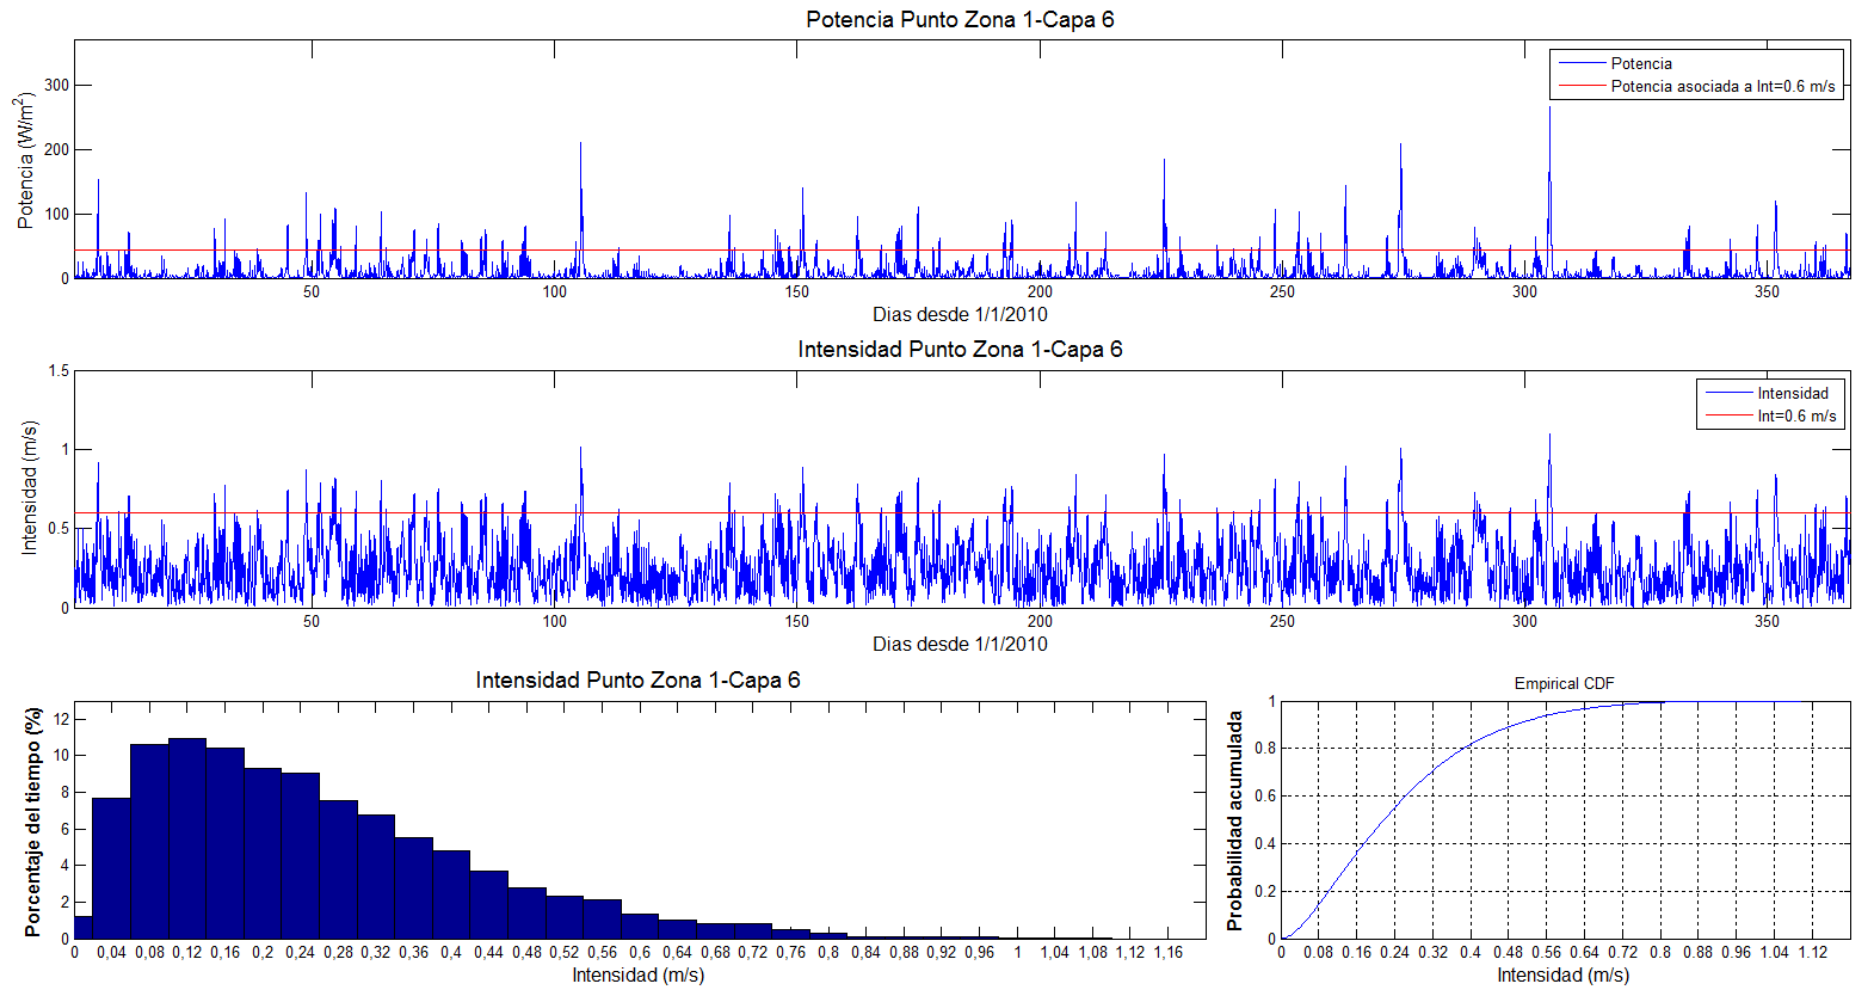 Potencia Punto Zona 1-Capa 6
Potencia (W/m²)
300
200
100
0
Potencia
Potencia asociada a Int=0.6 m/s
50 100 150 200 250 300 350
Dias desde 1/1/2010
Intensidad Punto Zona 1-Capa 6
Intensidad (m/s)
1.5
1
0.5
0
Intensidad
Int=0.6 m/s
50 100 150 200 250 300 350
Dias desde 1/1/2010
Intensidad Punto Zona 1-Capa 6
Porcentaje del tiempo (%)
12
10
8
6
4
2
0
0 0,04 0,08 0,12 0,16 0,2 0,24 0,28 0,32 0,36 0,4 0,44 0,48 0,52 0,56 0,6 0,64 0,68 0,72 0,76 0,8 0,84 0,88 0,92 0,96 1 1,04 1,08 1,12 1,16
Intensidad (m/s)
Empirical CDF
Probabilidad acumulada
1
0.8
0.6
0.4
0.2
0
0 0.08 0.16 0.24 0.32 0.4 0.48 0.56 0.64 0.72 0.8 0.88 0.96 1.04 1.12
Intensidad (m/s)